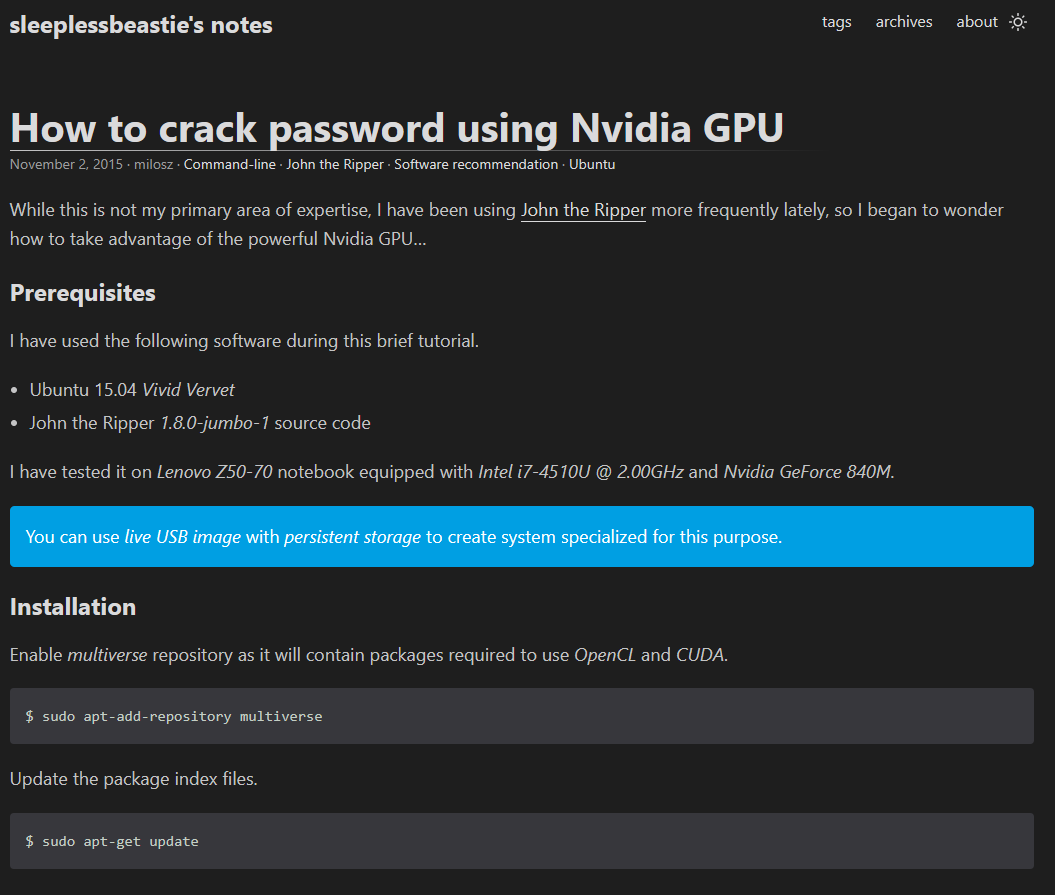 sleeplessbeastie's notes
tags archives about
How to crack password using Nvidia GPU
November 2, 2015 · milosz · Command-line · John the Ripper · Software recommendation · Ubuntu
While this is not my primary area of expertise, I have been using John the Ripper more frequently lately, so I began to wonder
how to take advantage of the powerful Nvidia GPU…
Prerequisites
I have used the following software during this brief tutorial.
• Ubuntu 15.04 Vivid Vervet
• John the Ripper 1.8.0-jumbo-1 source code
I have tested it on Lenovo Z50-70 notebook equipped with Intel i7-4510U @ 2.00GHz and Nvidia GeForce 840M.
You can use live USB image with persistent storage to create system specialized for this purpose.
Installation
Enable multiverse repository as it will contain packages required to use OpenCL and CUDA.
$ sudo apt-add-repository multiverse
Update the package index files.
$ sudo apt-get update